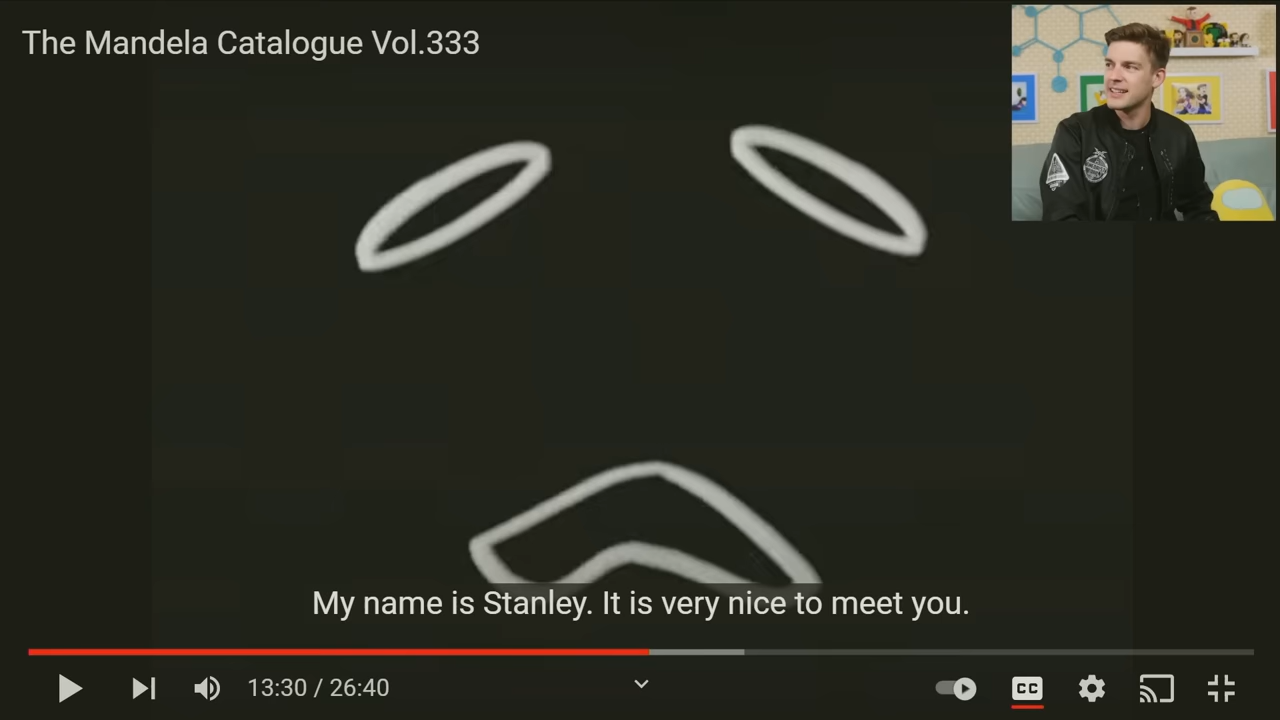 The Mandela Catalogue Vol.333
My name is Stanley. It is very nice to meet you.
13:30 / 26:40
CC